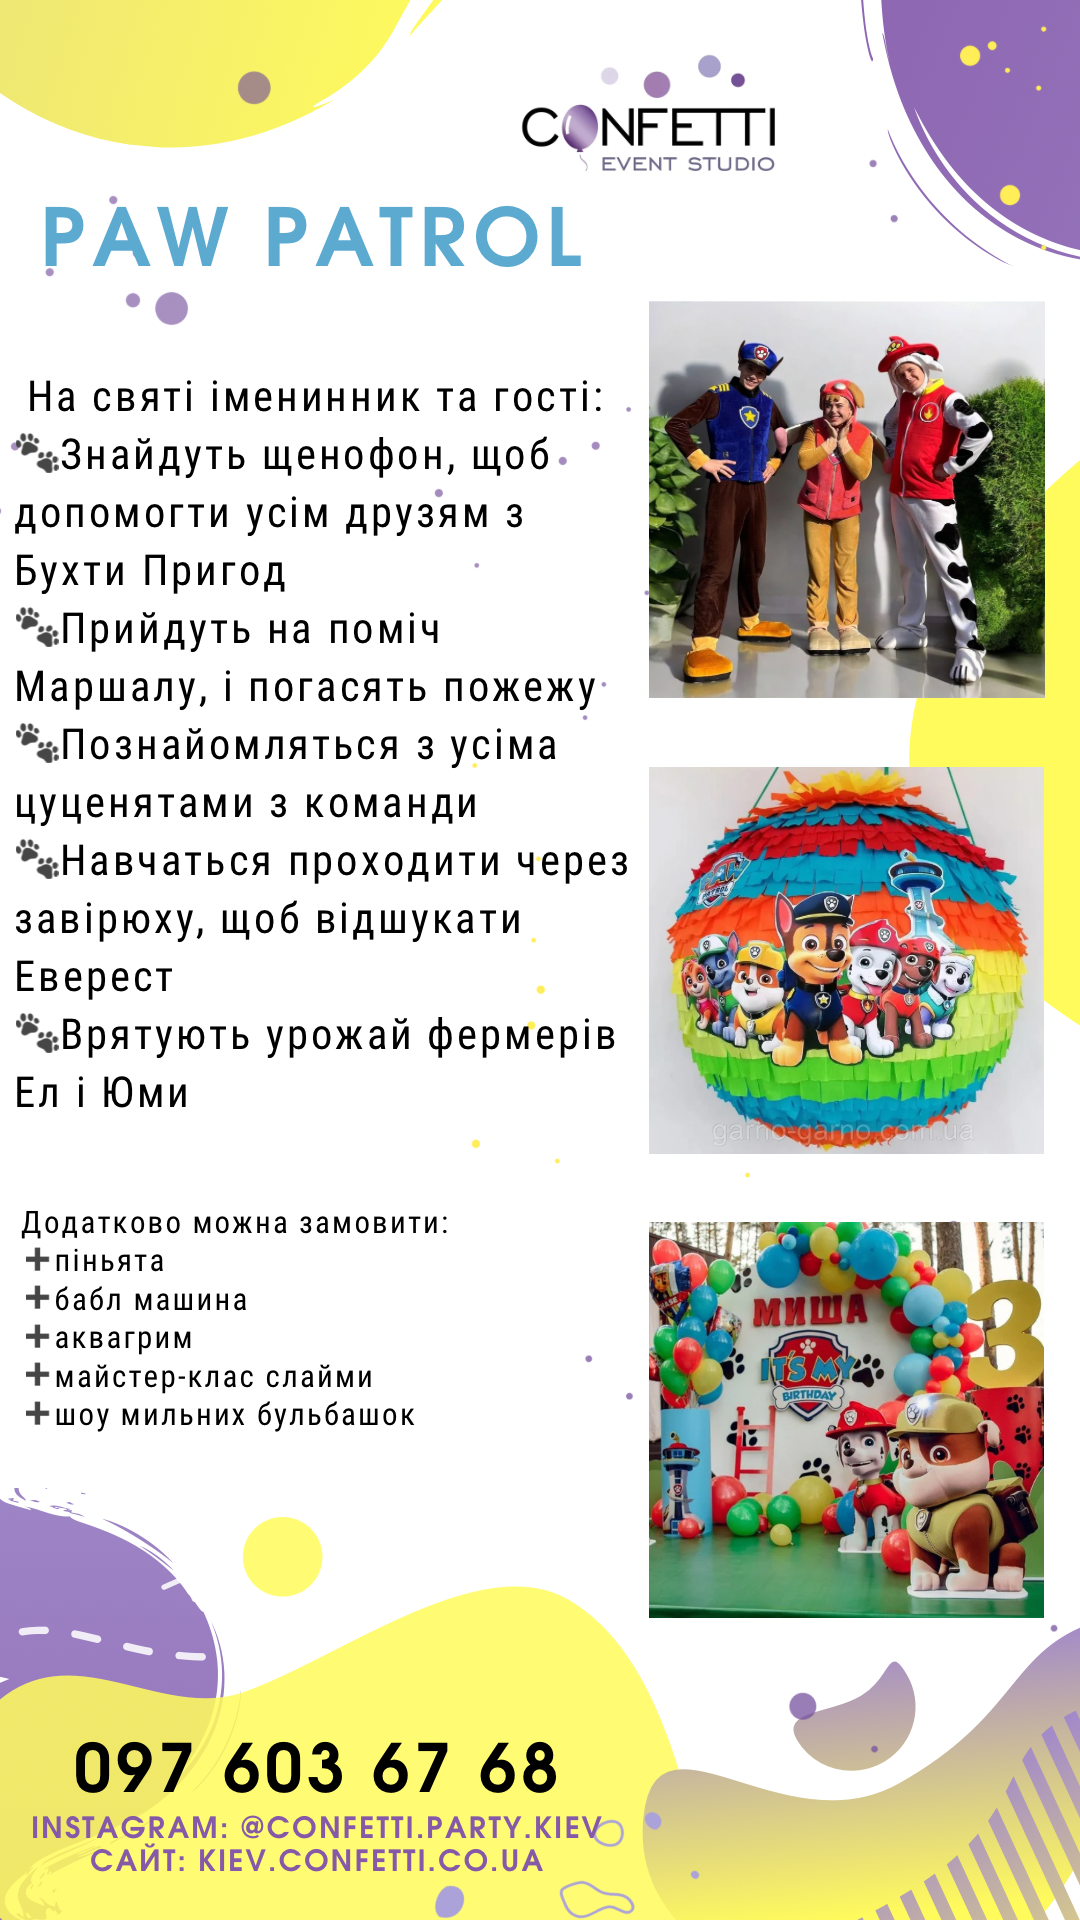 CONFETTI
EVENT STUDIO
PAW PATROL
На святі іменинник та гості:
🐾Знайдуть щенофон, щоб
допомогти усім друзям з
Бухти Пригод
🐾Прийдуть на поміч
Маршалу, і погасять пожежу
🐾Познайомляться з усіма
цуценятами з команди
🐾Навчаться проходити через
завірюху, щоб відшукати
Еверест
🐾Врятують урожай фермерів
Ел і Юми
PAW
PATROL
garno-garno.com.ua
Додатково можна замовити:
➕піньята
➕бабл машина
➕аквагрим
➕майстер-клас слайми
➕шоу мильних бульбашок
МИША
3
IT'S MY
BIRTHDAY
097 603 67 68
INSTAGRAM: @CONFETTI.PARTY.KIEV
САЙТ: KIEV.CONFETTI.CO.UA